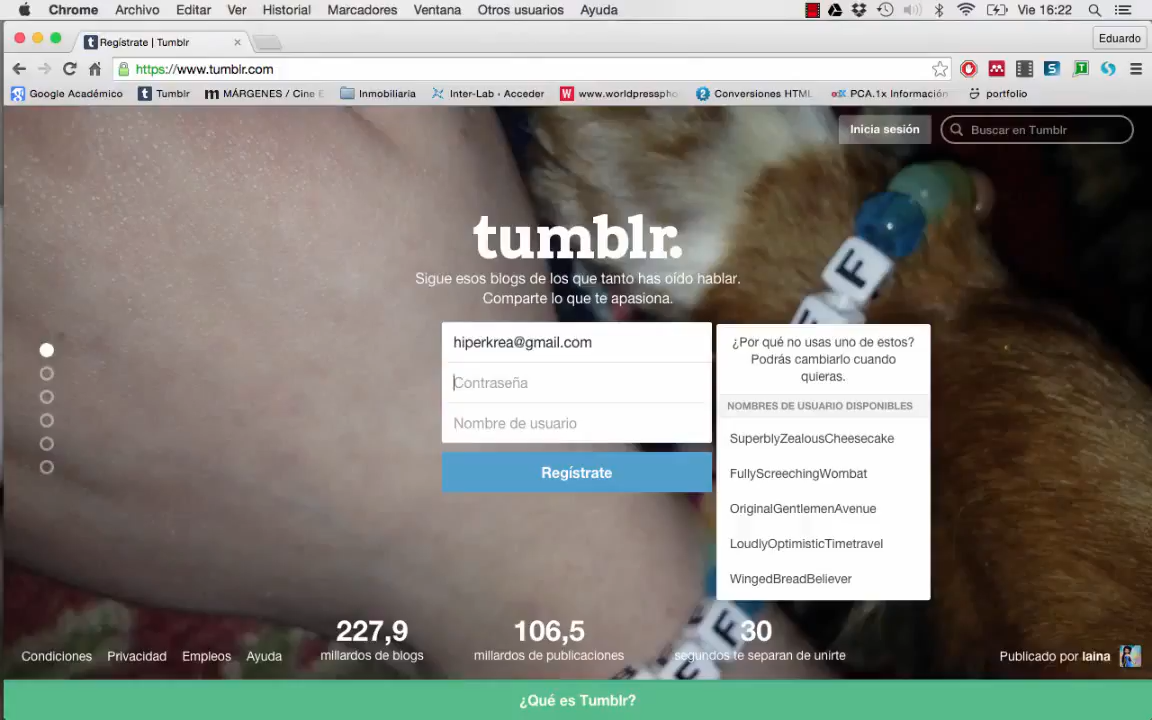 Chrome Archivo Editar Ver Historial Marcadores Ventana Otros usuarios Ayuda Vie 16:22
Regístrate | Tumblr Eduardo
https://www.tumblr.com
Google Académico Tumblr MÁRGENES / Cine E Inmobiliaria Inter-Lab · Acceder www.worldpresspho Conversiones HTML PCA.1x Información portfolio
Inicia sesión Buscar en Tumblr
tumblr.
Sigue esos blogs de los que tanto has oído hablar.
Comparte lo que te apasiona.
hiperkrea@gmail.com
Contraseña
Nombre de usuario
Regístrate
¿Por qué no usas uno de estos?
Podrás cambiarlo cuando
quieras.
NOMBRES DE USUARIO DISPONIBLES
SuperblyZealousCheesecake
FullyScreechingWombat
OriginalGentlemenAvenue
LoudlyOptimisticTimetravel
WingedBreadBeliever
F
F
227,9 106,5 30
millardos de blogs millardos de publicaciones segundos te separan de unirte
Condiciones Privacidad Empleos Ayuda Publicado por laina
¿Qué es Tumblr?